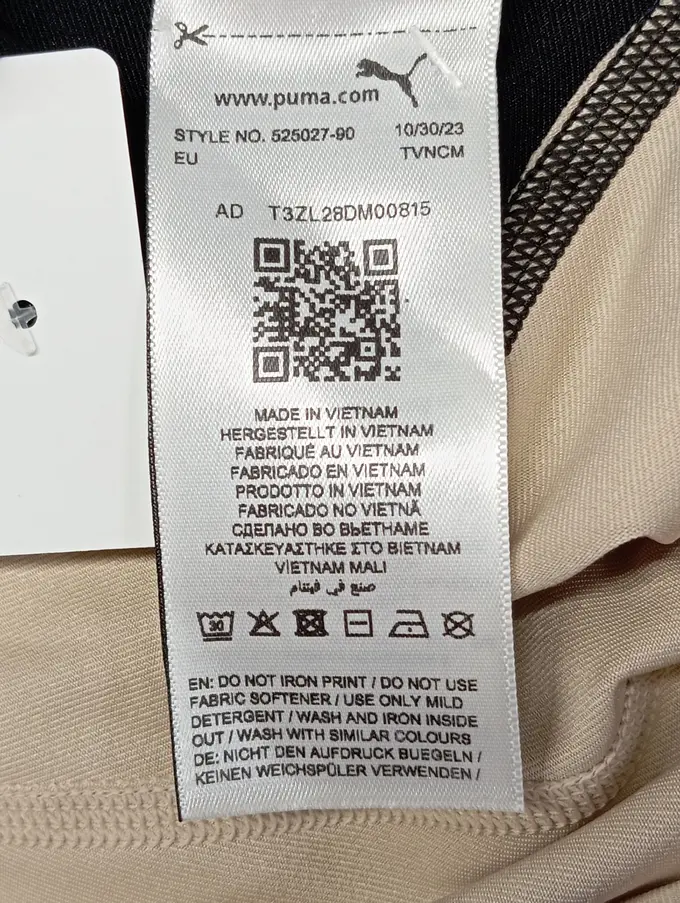 www.puma.com
STYLE NO. 525027-90 10/30/23
EU TVNCM
AD T3ZL28DM00815
MADE IN VIETNAM
HERGESTELLT IN VIETNAM
FABRIQUÉ AU VIETNAM
FABRICADO EN VIETNAM
PRODOTTO IN VIETNAM
FABRICADO NO VIETNÃ
СДЕЛАНО ВО ВЬЕТНАМЕ
ΚΑΤΑΣΚΕΥΑΣΤΗΚΕ ΣΤΟ ΒΙΕΤΝΑΜ
VİETNAM MALI
صنع في فيتنام
30
EN: DO NOT IRON PRINT / DO NOT USE
FABRIC SOFTENER / USE ONLY MILD
DETERGENT / WASH AND IRON INSIDE
OUT / WASH WITH SIMILAR COLOURS
DE: NICHT DEN AUFDRUCK BUEGELN /
KEINEN WEICHSPÜLER VERWENDEN /